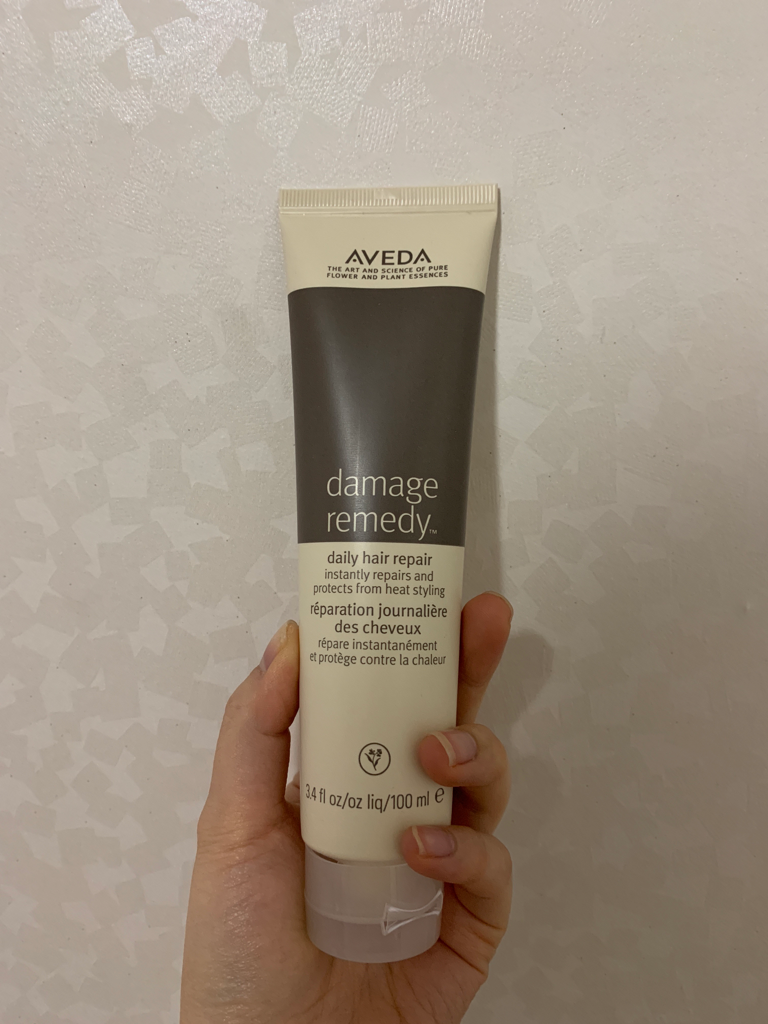 AVEDA
THE ART AND SCIENCE OF PURE
FLOWER AND PLANT ESSENCES
damage
remedy™
daily hair repair
instantly repairs and
protects from heat styling
réparation journalière
des cheveux
répare instantanément
et protège contre la chaleur
3.4 fl oz/oz liq/100 ml ℮